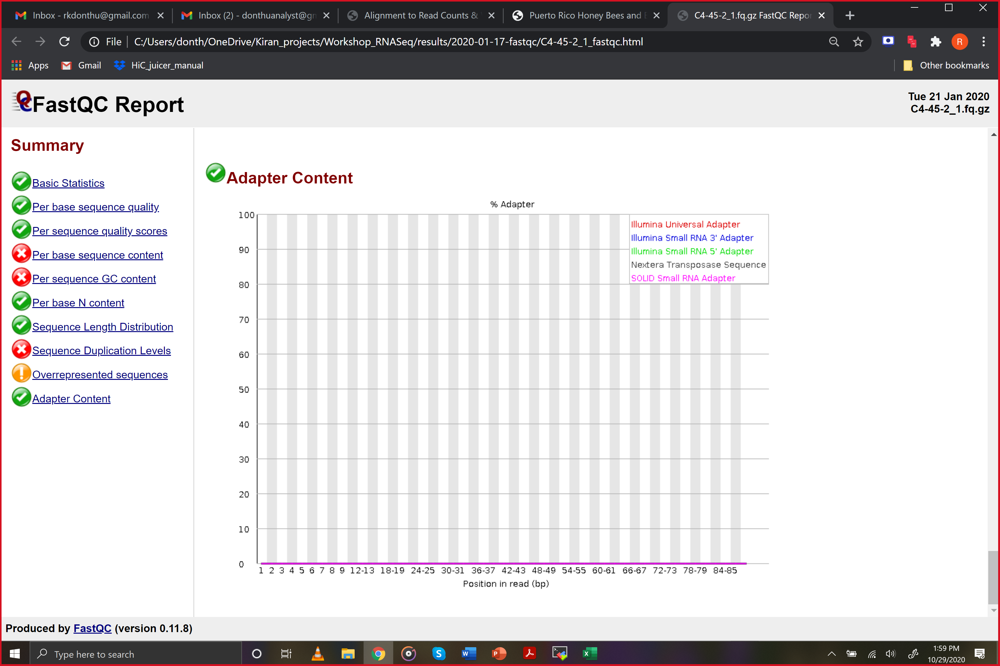 Inbox - rkdonthu@gmail.com
Inbox (2) - donthuanalyst@gm
Alignment to Read Counts &
Puerto Rico Honey Bees and
C4-45-2_1.fq.gz FastQC Repor
File
C:/Users/donth/OneDrive/Kiran_projects/Workshop_RNASeq/results/2020-01-17-fastqc/C4-45-2_1_fastqc.html
R
Apps
Gmail
HiC_juicer_manual
Other bookmarks
FastQC Report
Tue 21 Jan 2020
C4-45-2_1.fq.gz
Summary
Basic Statistics
Per base sequence quality
Per sequence quality scores
Per base sequence content
Per sequence GC content
Per base N content
Sequence Length Distribution
Sequence Duplication Levels
Overrepresented sequences
Adapter Content
Adapter Content
% Adapter
Illumina Universal Adapter
Illumina Small RNA 3' Adapter
Illumina Small RNA 5' Adapter
Nextera Transposase Sequence
SOLID Small RNA Adapter
100
90
80
70
60
50
40
30
20
10
0
1 2 3 4 5 6 7 8 9 12-13 18-19 24-25 30-31 36-37 42-43 48-49 54-55 60-61 66-67 72-73 78-79 84-85
Position in read (bp)
Produced by FastQC (version 0.11.8)
Type here to search
1:59 PM
10/29/2020